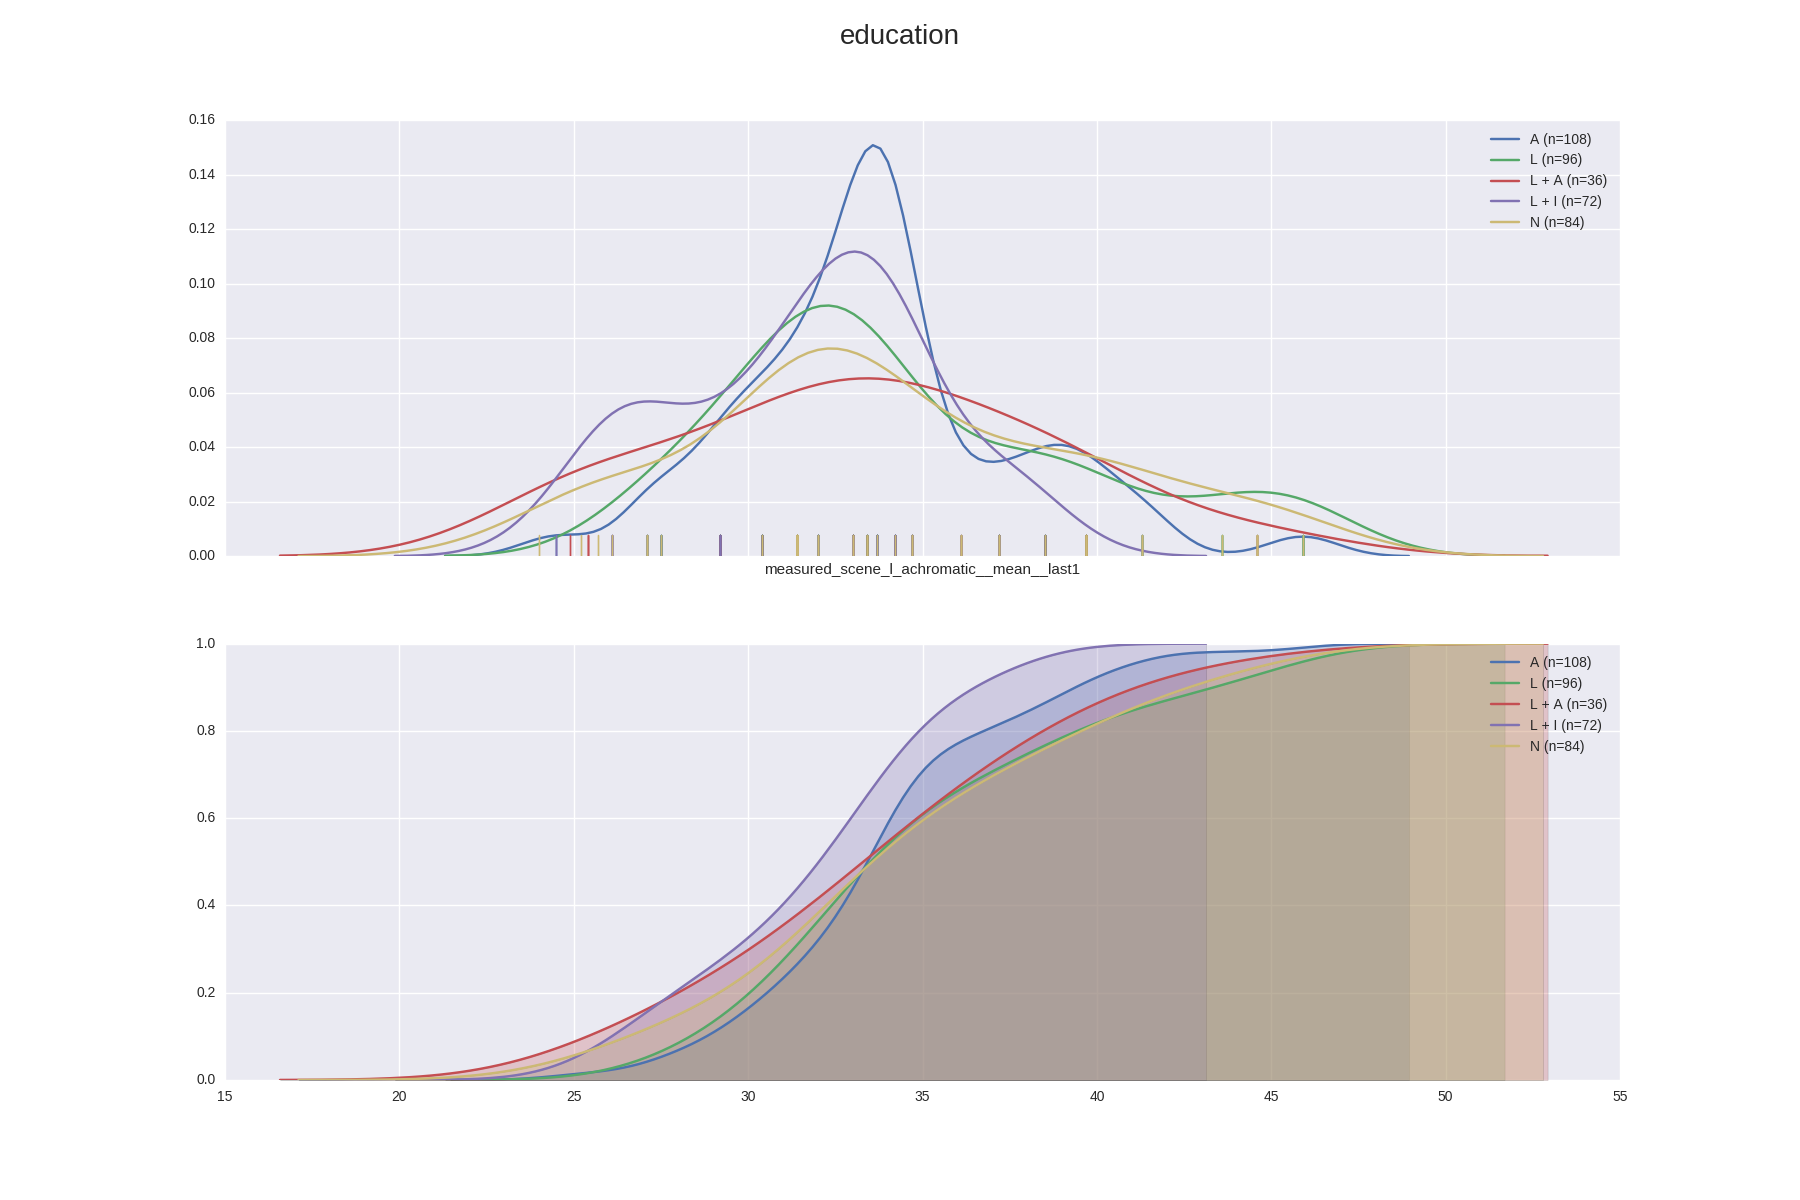 education
0.16
0.14
0.12
0.10
0.08
0.06
0.04
0.02
0.00
A (n=108)
L (n=96)
L + A (n=36)
L + I (n=72)
N (n=84)
measured_scene_l_achromatic__mean__last1
1.0
0.8
0.6
0.4
0.2
0.0
A (n=108)
L (n=96)
L + A (n=36)
L + I (n=72)
N (n=84)
15 20 25 30 35 40 45 50 55